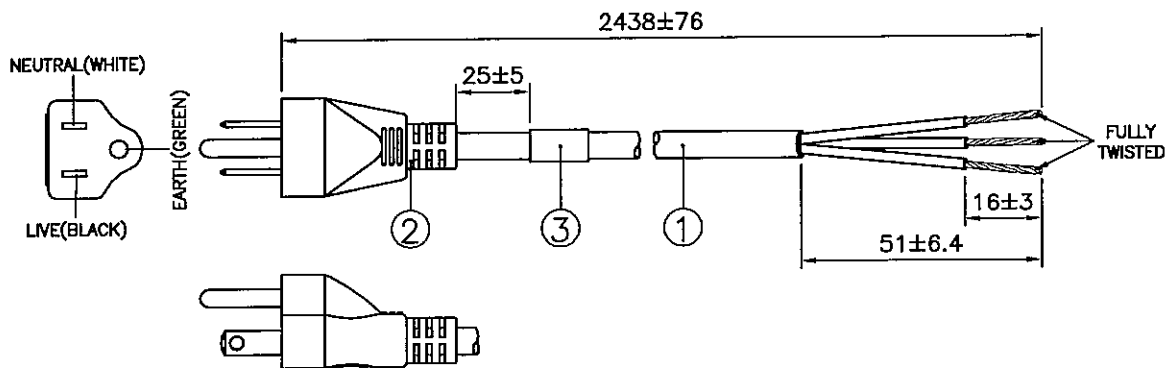 2438±76
NEUTRAL(WHITE)
25±5
EARTH(GREEN)
FULLY
TWISTED
LIVE(BLACK)
2
3
1
16±3
51±6.4